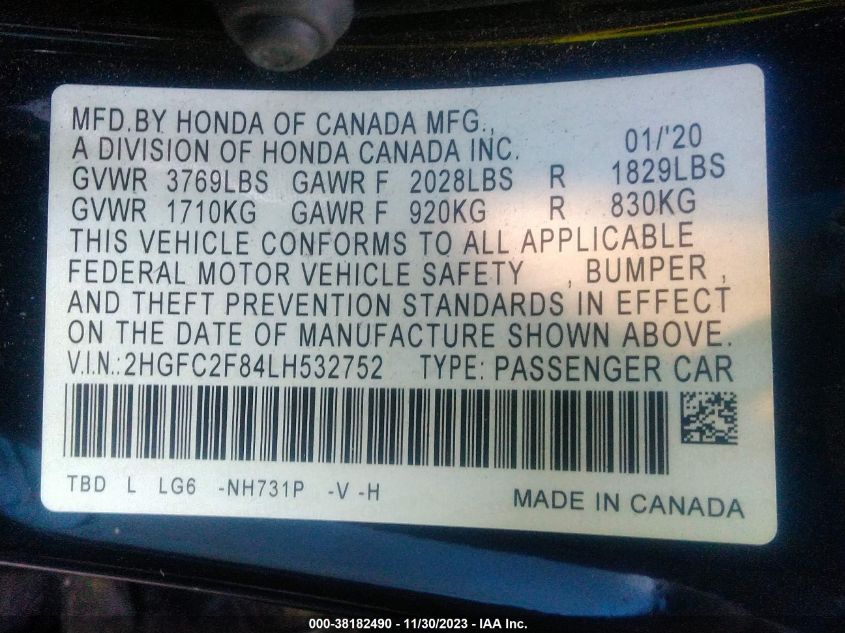 MFD.BY HONDA OF CANADA MFG.,
A DIVISION OF HONDA CANADA INC. 01/'20
GVWR 3769LBS GAWR F 2028LBS R 1829LBS
GVWR 1710KG GAWR F 920KG R 830KG
THIS VEHICLE CONFORMS TO ALL APPLICABLE
FEDERAL MOTOR VEHICLE SAFETY , BUMPER ,
AND THEFT PREVENTION STANDARDS IN EFFECT
ON THE DATE OF MANUFACTURE SHOWN ABOVE.
V.I.N.:2HGFC2F84LH532752 TYPE: PASSENGER CAR
TBD L LG6 -NH731P -V -H
MADE IN CANADA
000-38182490 - 11/30/2023 - IAA Inc.